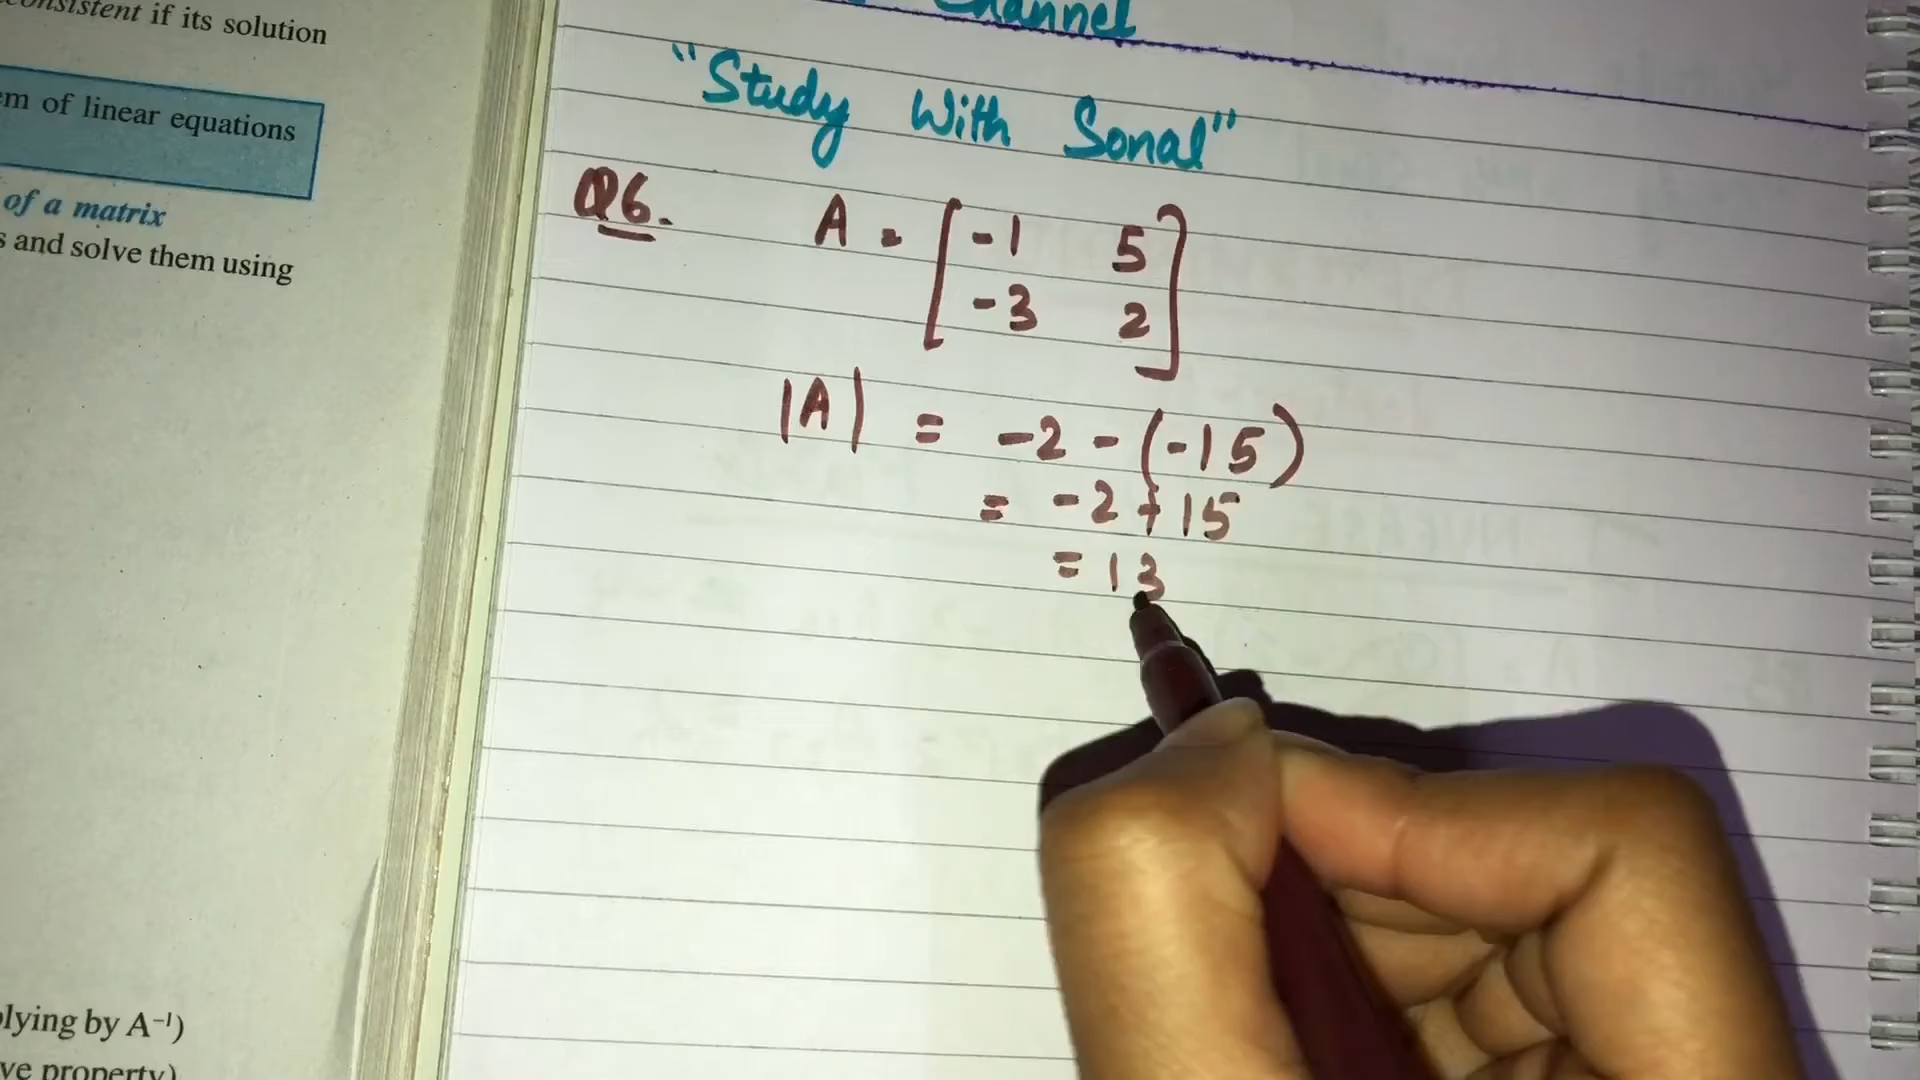 consistent if its solution
em of linear equations
of a matrix
s and solve them using
plying by A⁻¹)
ve property)
Channel
"Study With Sonal"
Q6. A = [-1 5
-3 2]
|A| = -2 - (-15)
= -2 + 15
= 13